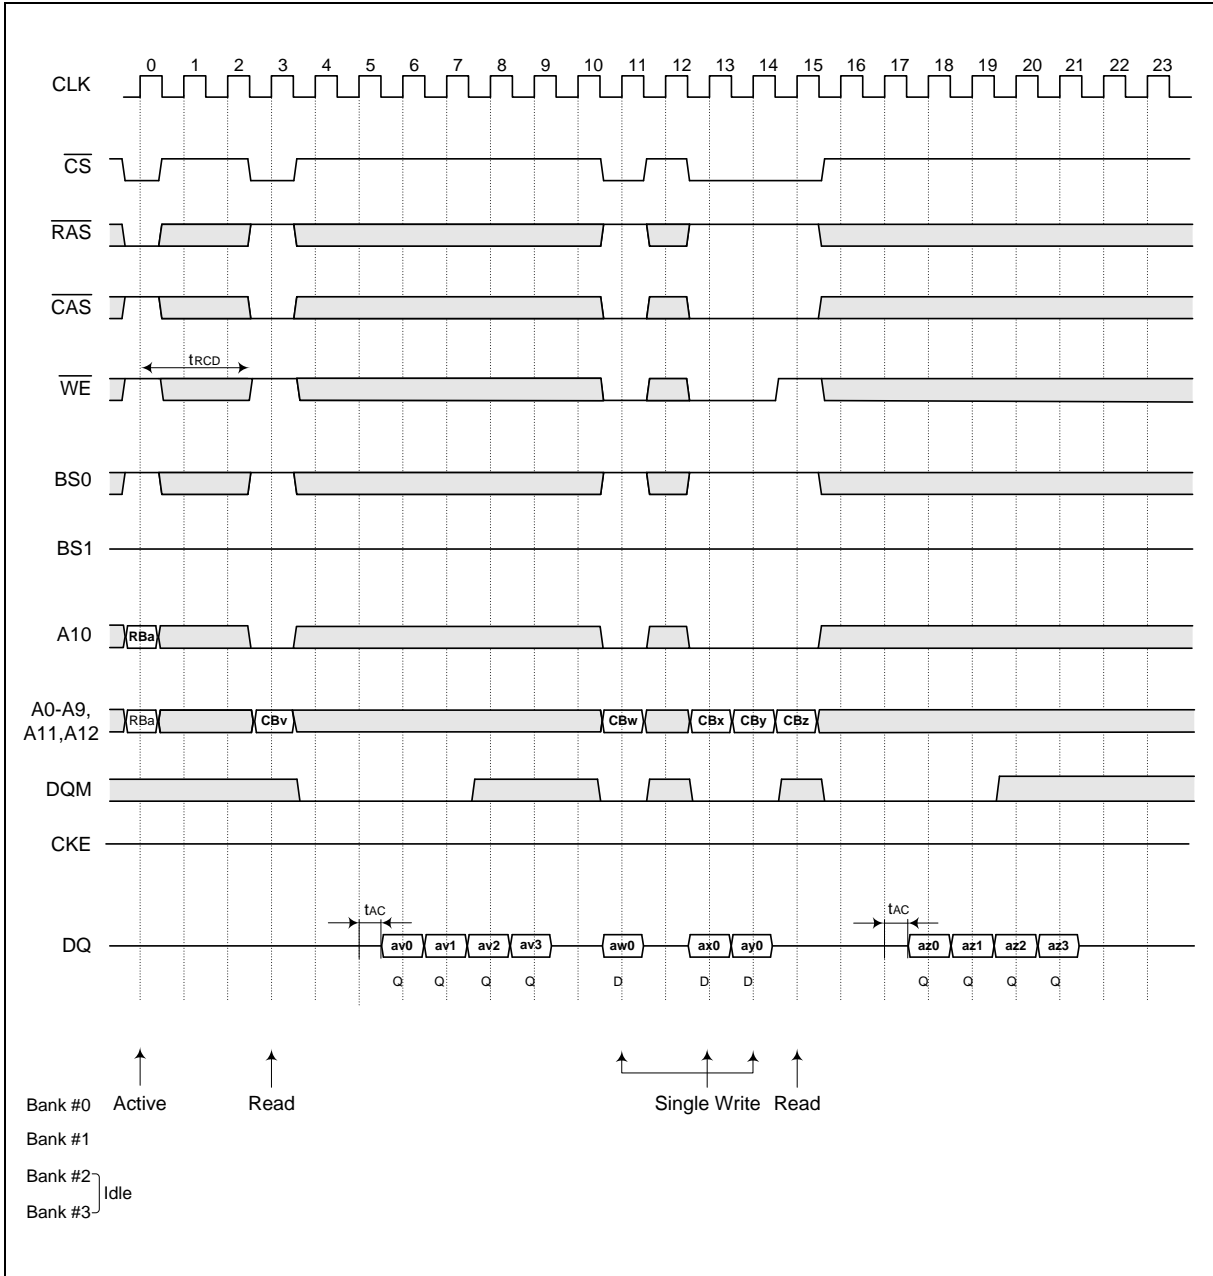 0 1 2 3 4 5 6 7 8 9 10 11 12 13 14 15 16 17 18 19 20 21 22 23
CLK
CS
RAS
CAS
tRCD
WE
BS0
BS1
A10 RBa
A0-A9, A11,A12 RBa CBv CBw CBx CBy CBz
DQM
CKE
tAC tAC
DQ av0 av1 av2 av3 aw0 ax0 ay0 az0 az1 az2 az3
Q Q Q Q D D D Q Q Q Q
Bank #0 Active Read Single Write Read
Bank #1
Bank #2
Idle
Bank #3